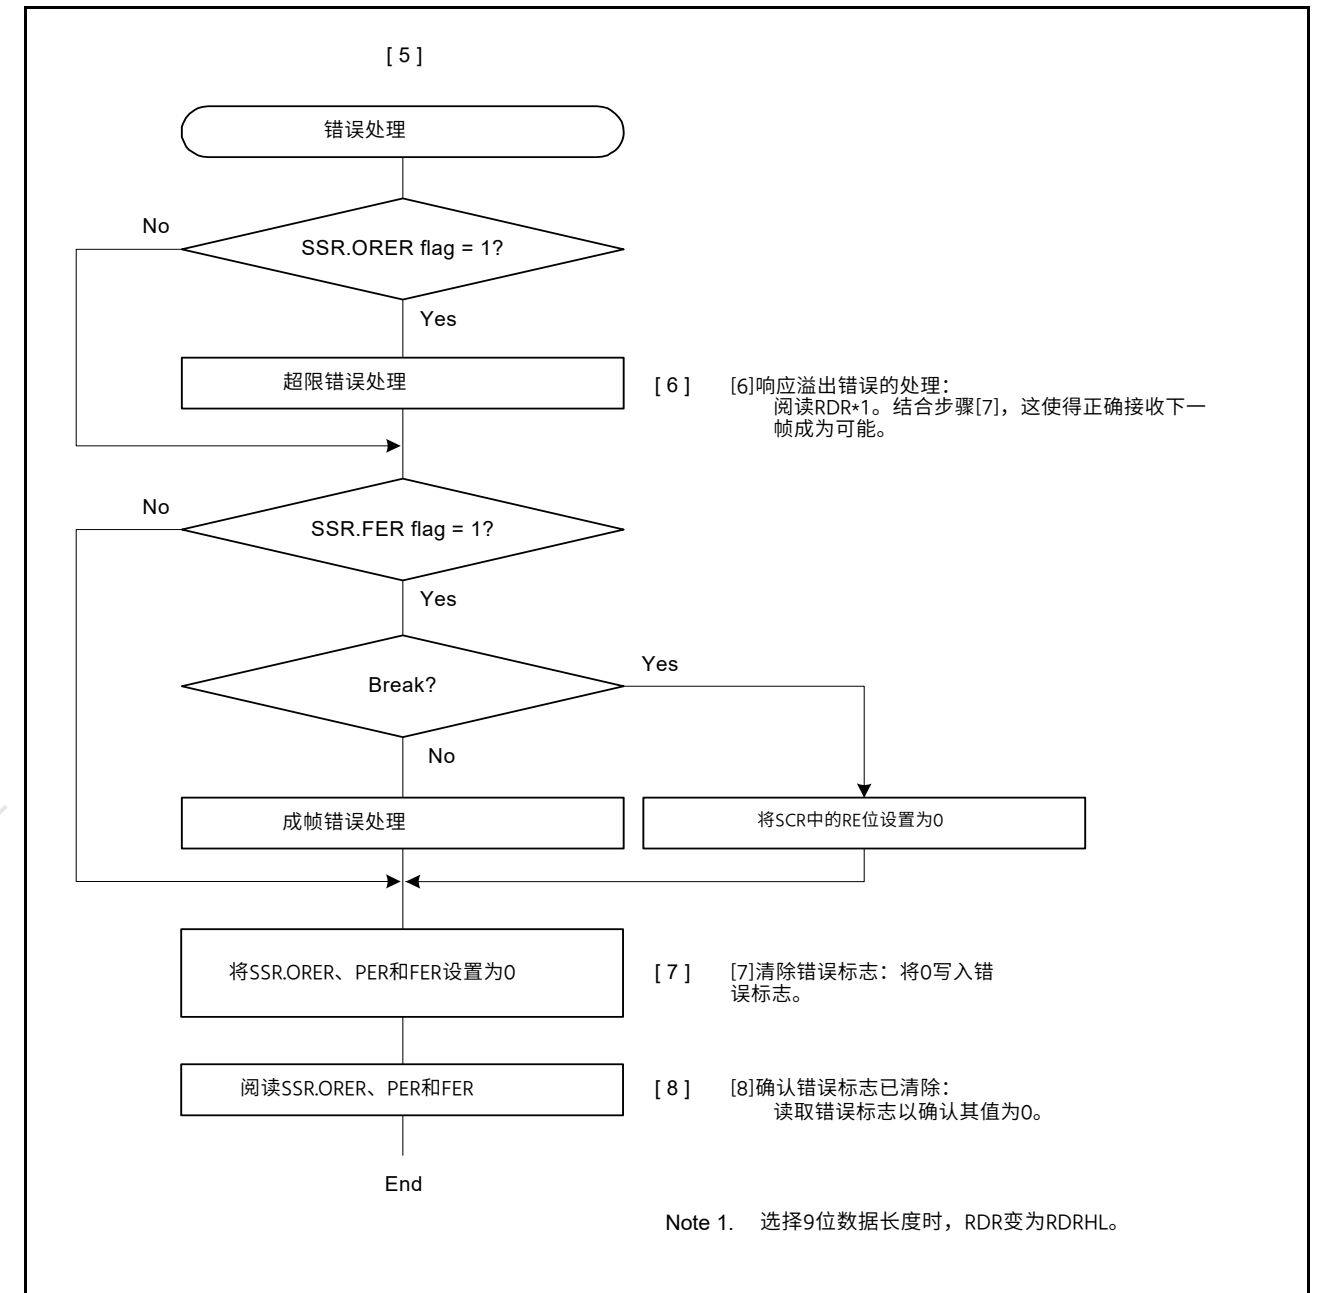 [ 5 ]
错误处理
No
SSR.ORER flag = 1?
Yes
超限错误处理
[ 6 ]
[6]响应溢出错误的处理：
阅读RDR*1。结合步骤[7]，这使得正确接收下一
帧成为可能。
No
SSR.FER flag = 1?
Yes
Break?
Yes
No
成帧错误处理
将SCR中的RE位设置为0
将SSR.ORER、PER和FER设置为0
[ 7 ]
[7]清除错误标志：将0写入错
误标志。
阅读SSR.ORER、PER和FER
[ 8 ]
[8]确认错误标志已清除：
读取错误标志以确认其值为0。
End
Note 1. 选择9位数据长度时，RDR变为RDRHL。